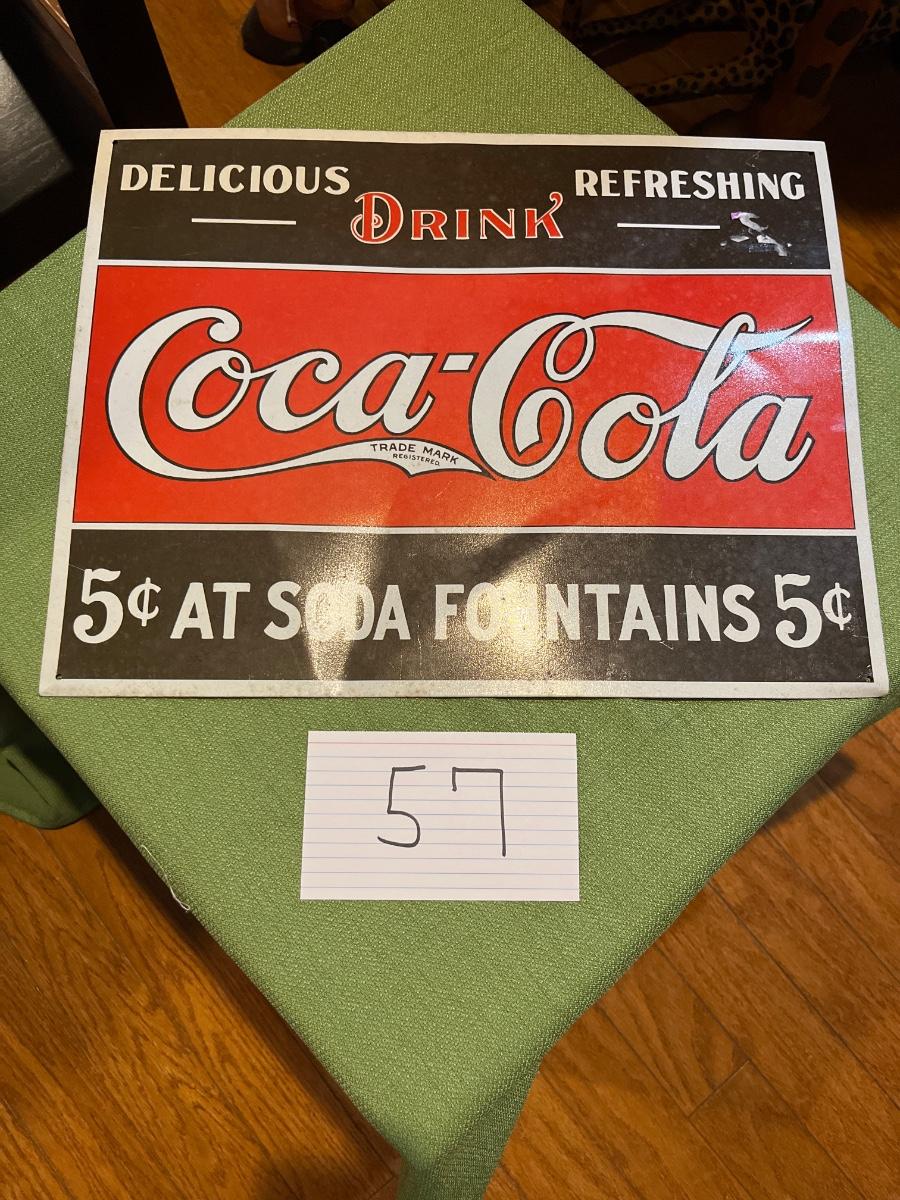 DELICIOUS REFRESHING
DRINK
Coca-Cola
TRADE MARK
REGISTERED.
5¢ AT SODA FOUNTAINS 5¢
57